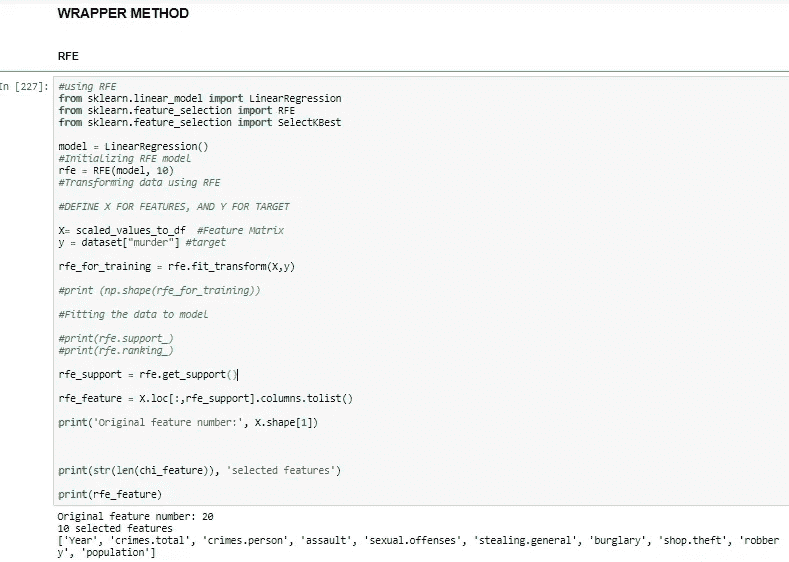 WRAPPER METHOD
RFE
In [227]:
#using RFE
from sklearn.linear_model import LinearRegression
from sklearn.feature_selection import RFE
from sklearn.feature_selection import SelectKBest
model = LinearRegression()
#Initializing RFE model
rfe = RFE(model, 10)
#Transforming data using RFE
#DEFINE X FOR FEATURES, AND Y FOR TARGET
X= scaled_values_to_df #Feature Matrix
y = dataset["murder"] #target
rfe_for_training = rfe.fit_transform(X,y)
#print (np.shape(rfe_for_training))
#Fitting the data to model
#print(rfe.support_)
#print(rfe.ranking_)
rfe_support = rfe.get_support()
rfe_feature = X.loc[:,rfe_support].columns.tolist()
print('Original feature number:', X.shape[1])
print(str(len(chi_feature)), 'selected features')
print(rfe_feature)
Original feature number: 20
10 selected features
['Year', 'crimes.total', 'crimes.person', 'assault', 'sexual.offenses', 'stealing.general', 'burglary', 'shop.theft', 'robber
y', 'population']